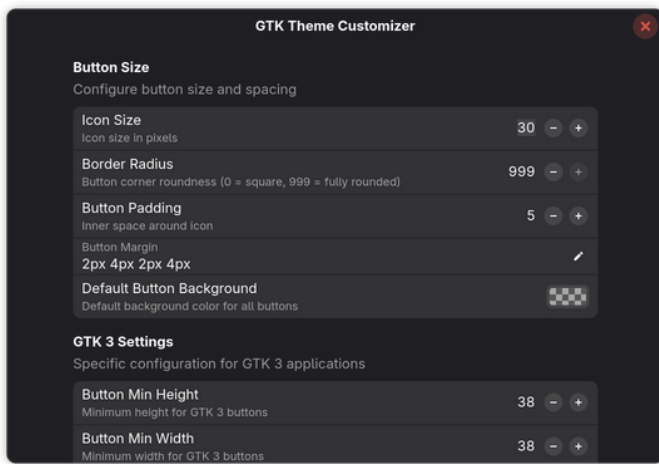 GTK Theme Customizer
Button Size
Configure button size and spacing
Icon Size
Icon size in pixels
30
Border Radius
Button corner roundness (0 = square, 999 = fully rounded)
999
Button Padding
Inner space around icon
5
Button Margin
2px 4px 2px 4px
Default Button Background
Default background color for all buttons
GTK 3 Settings
Specific configuration for GTK 3 applications
Button Min Height
Minimum height for GTK 3 buttons
38
Button Min Width
Minimum width for GTK 3 buttons
38